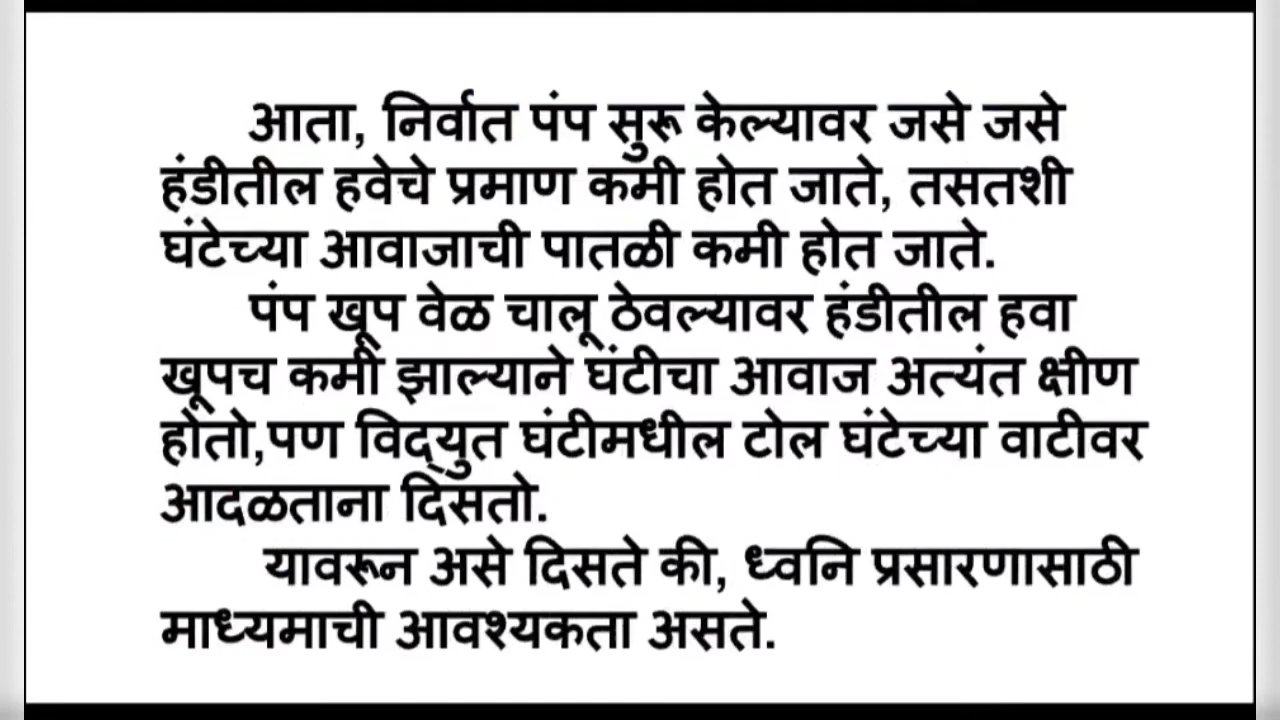 आता, निर्वात पंप सुरू केल्यावर जसे जसे
हंडीतील हवेचे प्रमाण कमी होत जाते, तसतशी
घंटेच्या आवाजाची पातळी कमी होत जाते.
पंप खूप वेळ चालू ठेवल्यावर हंडीतील हवा
खूपच कमी झाल्याने घंटीचा आवाज अत्यंत क्षीण
होतो,पण विद्युत घंटीमधील टोल घंटेच्या वाटीवर
आदळताना दिसतो.
यावरून असे दिसते की, ध्वनि प्रसारणासाठी
माध्यमाची आवश्यकता असते.